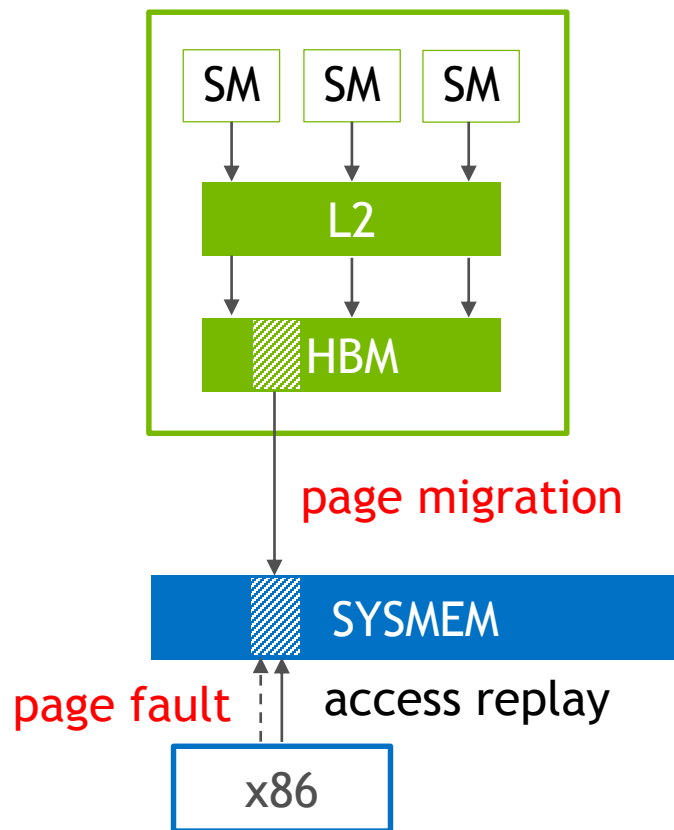 SM SM SM
L2
HBM
page migration
SYSMEM
page fault
access replay
x86